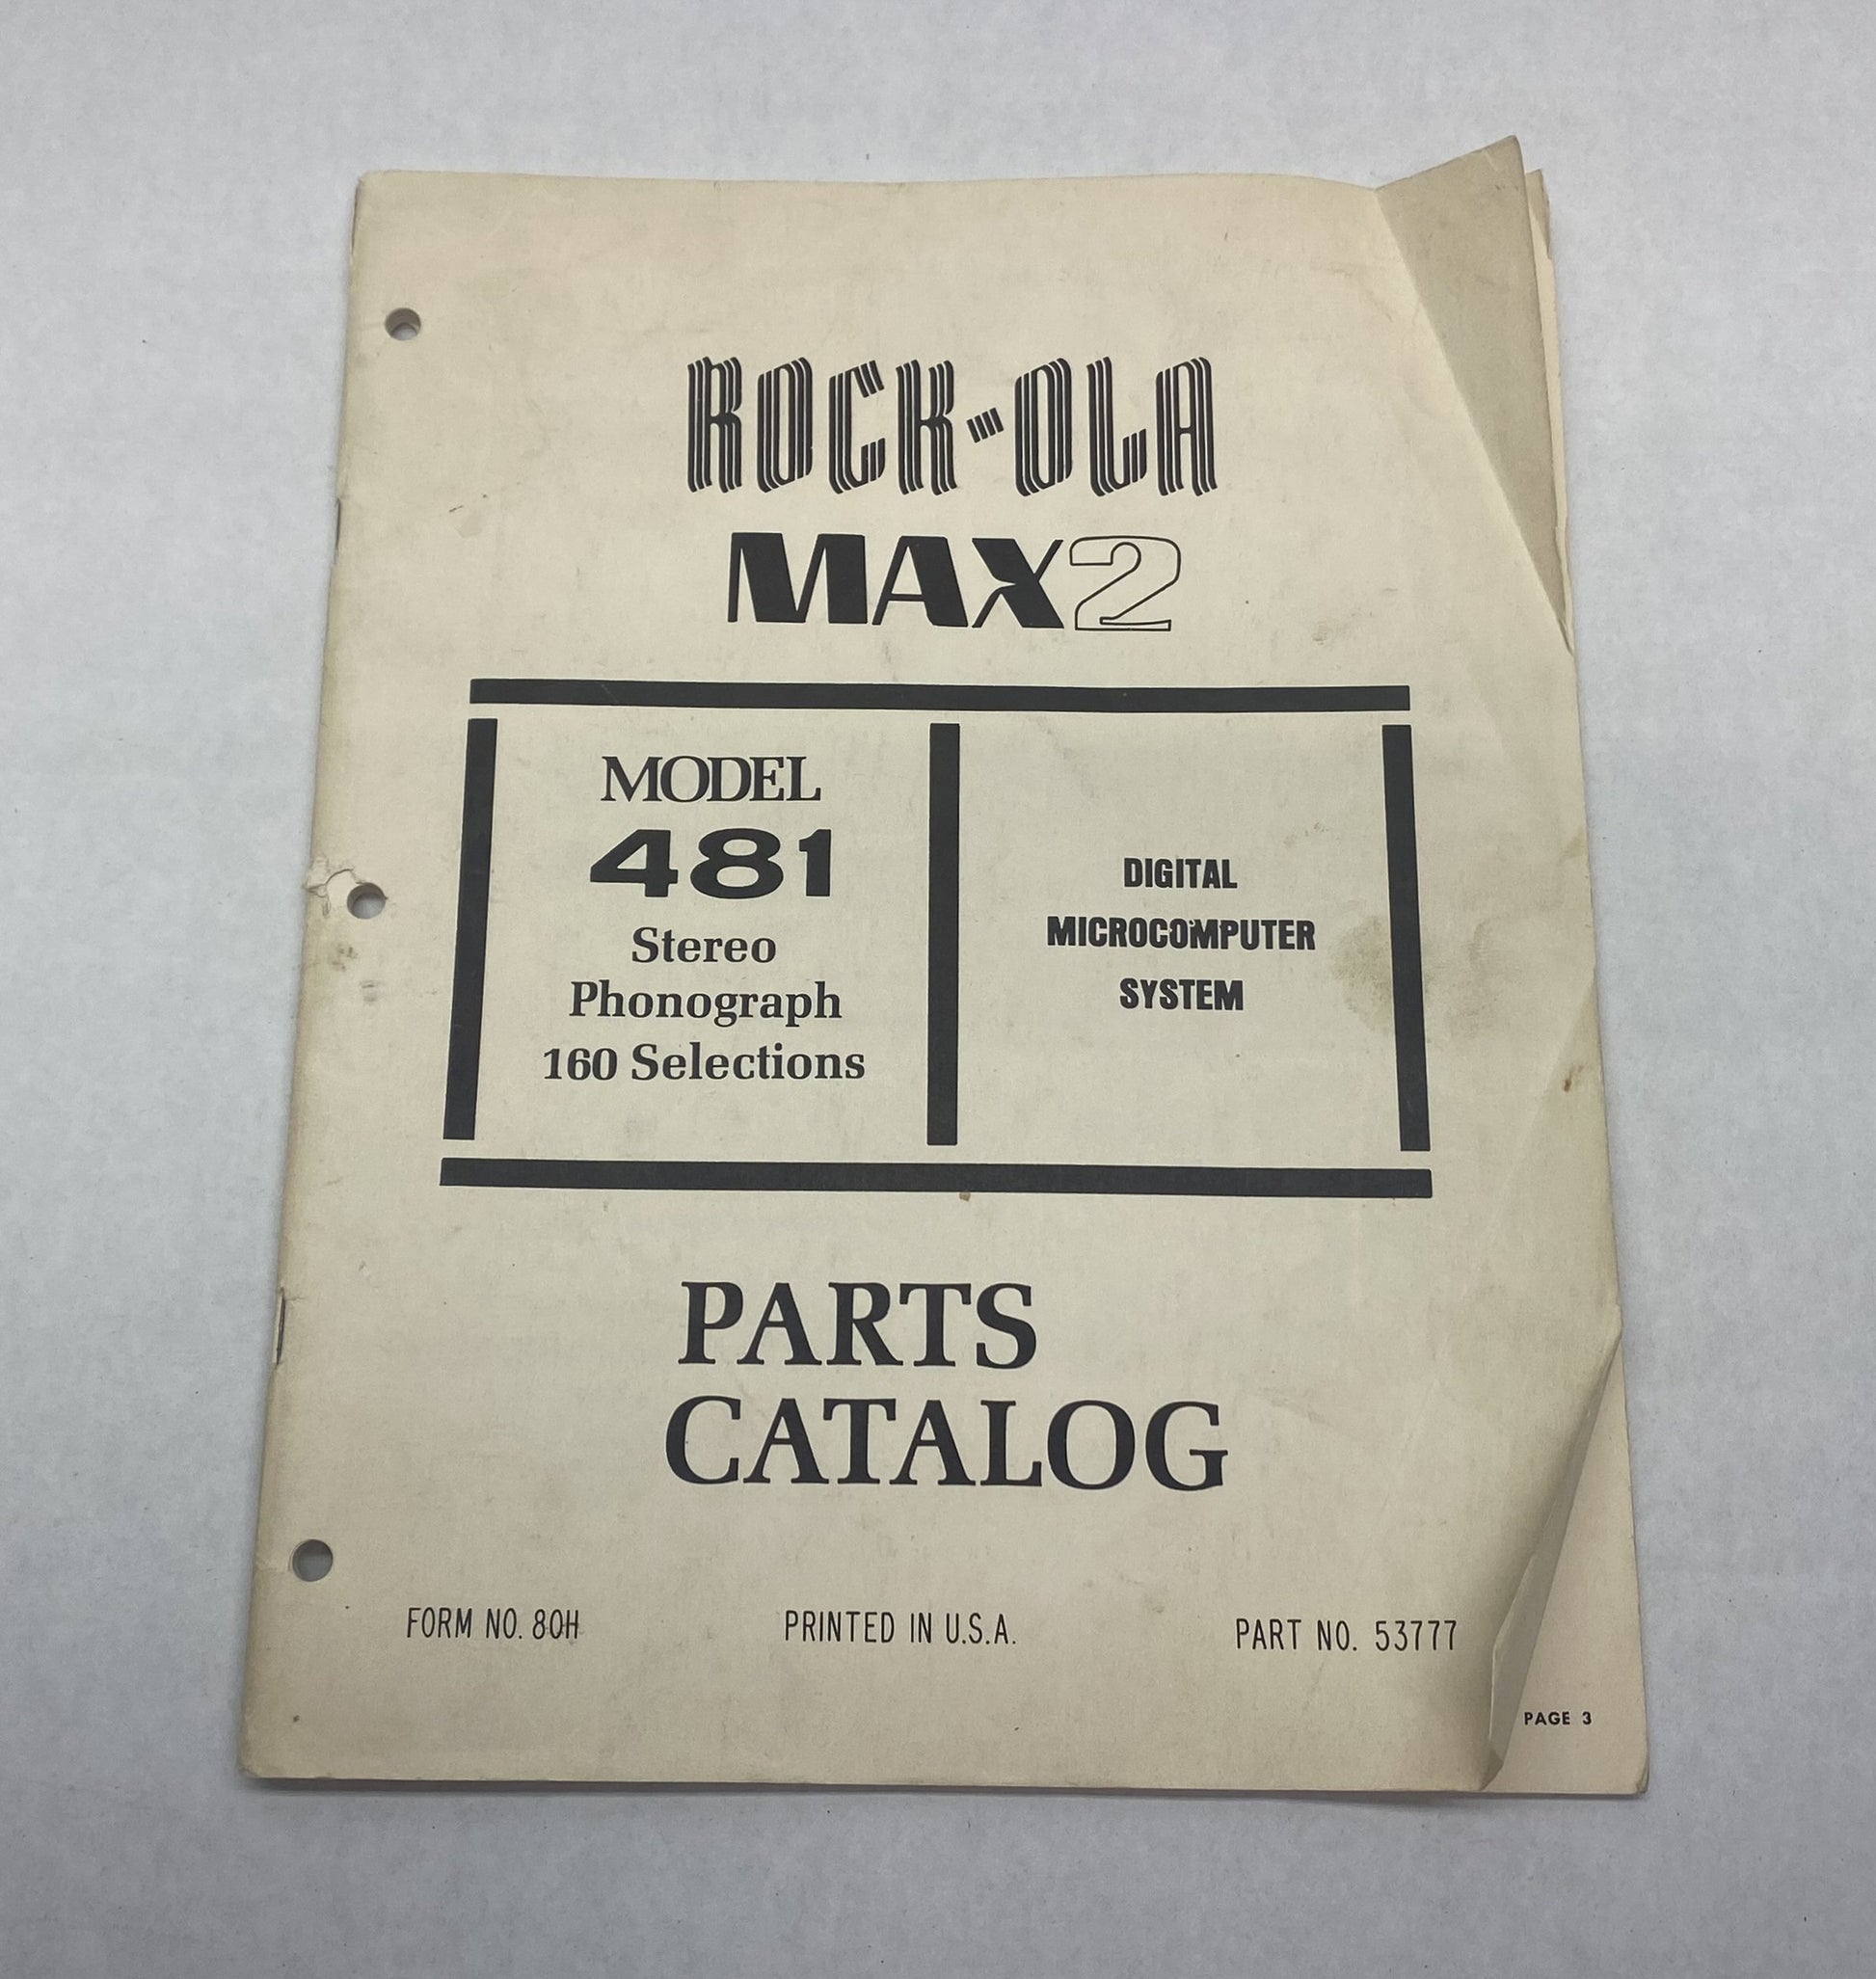 ROCK-OLA
MAX2
MODEL
481
Stereo
Phonograph
160 Selections
DIGITAL
MICROCOMPUTER
SYSTEM
PARTS
CATALOG
FORM NO. 80H PRINTED IN U.S.A. PART NO. 53777
PAGE 3